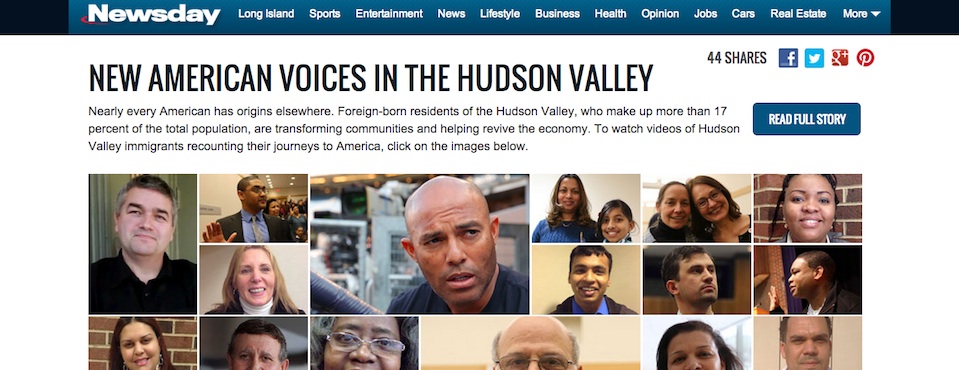 Newsday
Long Island Sports Entertainment News Lifestyle Business Health Opinion Jobs Cars Real Estate More
44 SHARES
NEW AMERICAN VOICES IN THE HUDSON VALLEY
Nearly every American has origins elsewhere. Foreign-born residents of the Hudson Valley, who make up more than 17
percent of the total population, are transforming communities and helping revive the economy. To watch videos of Hudson
Valley immigrants recounting their journeys to America, click on the images below.
READ FULL STORY